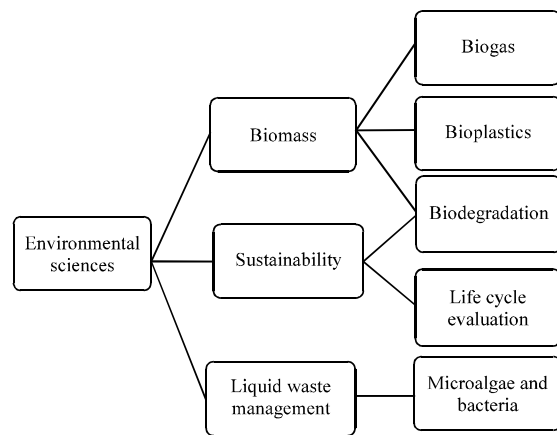 Biogas
Biomass
Bioplastics
Biodegradation
Environmental
sciences
Sustainability
Life cycle
evaluation
Liquid waste
management
Microalgae and
bacteria